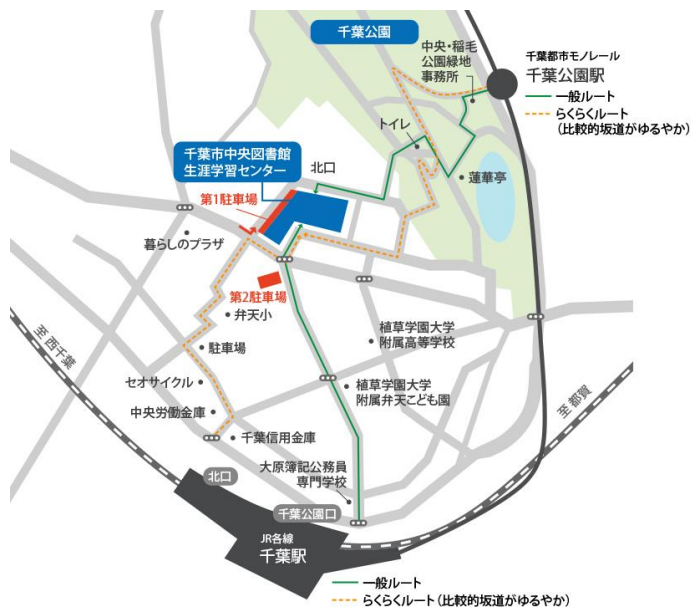 千葉公園
中央・稲毛
公園緑地
事務所
千葉都市モノレール
千葉公園駅
一般ルート
らくらくルート
（比較的坂道がゆるやか）
トイレ
千葉市中央図書館
生涯学習センター
北口
蓮華亭
第1駐車場
暮らしのプラザ
第2駐車場
弁天小
植草学園大学
附属高等学校
駐車場
至西千葉
セオサイクル
植草学園大学
附属弁天こども園
至都賀
中央労働金庫
千葉信用金庫
大原簿記公務員
専門学校
北口
千葉公園口
JR各線
千葉駅
一般ルート
らくらくルート（比較的坂道がゆるやか）